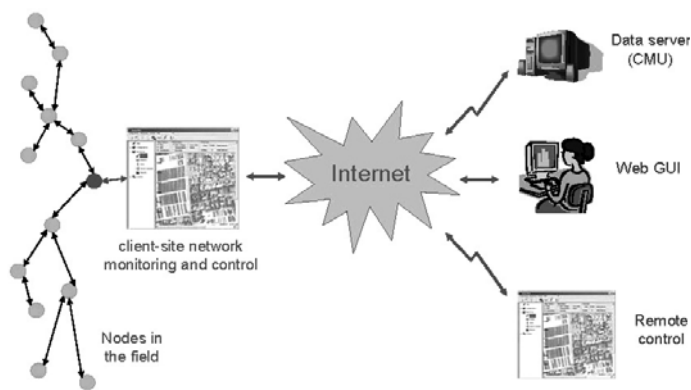 Data server
(CMU)
Internet
Web GUI
client-site network
monitoring and control
Nodes in
the field
Remote
control